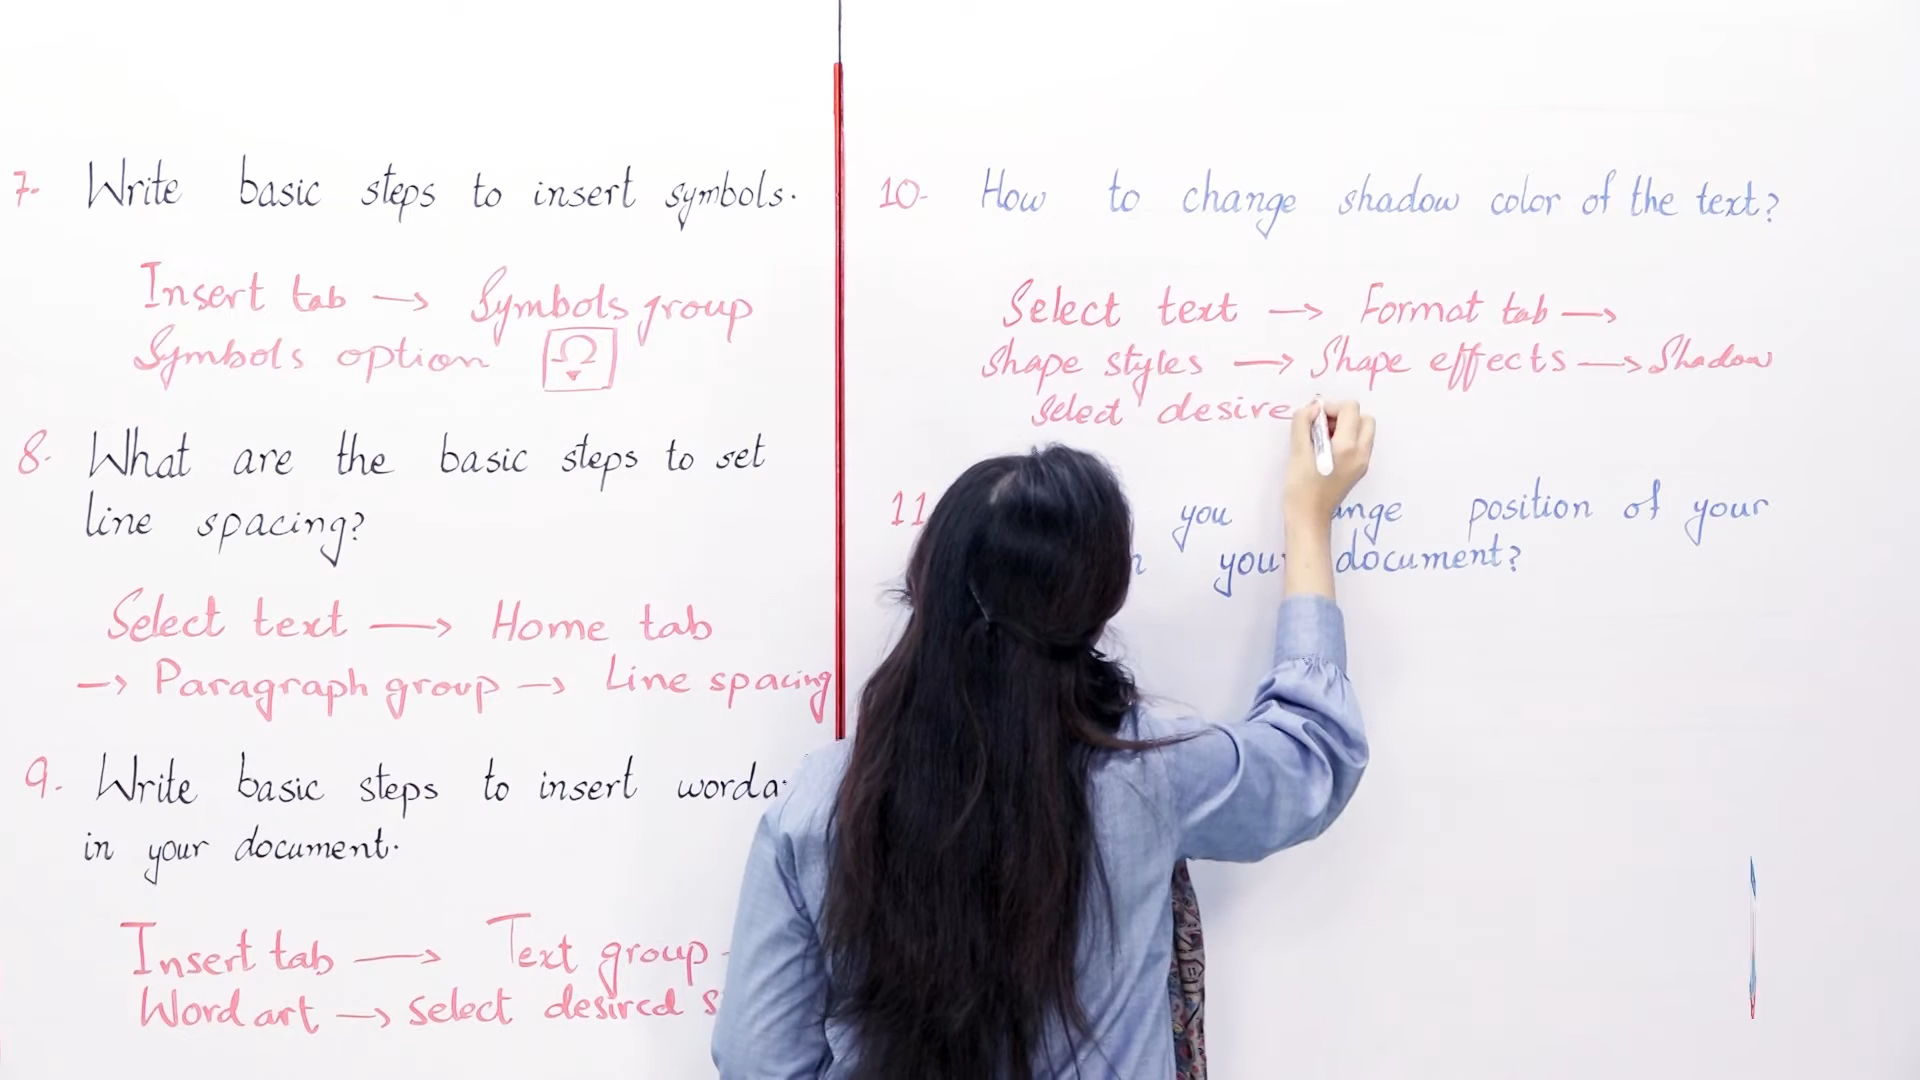 7- Write basic steps to insert symbols.
Insert tab → Symbols group
Symbols option Ω
8- What are the basic steps to set
line spacing?
Select text → Home tab
→ Paragraph group → Line spacing
9- Write basic steps to insert
in your document.
Insert tab → Text group
Word art → select desired
10- How to change shadow color of the text?
Select text → Format tab →
Shape styles → Shape effects → Shadow
Select desire
11 you position of your
document?